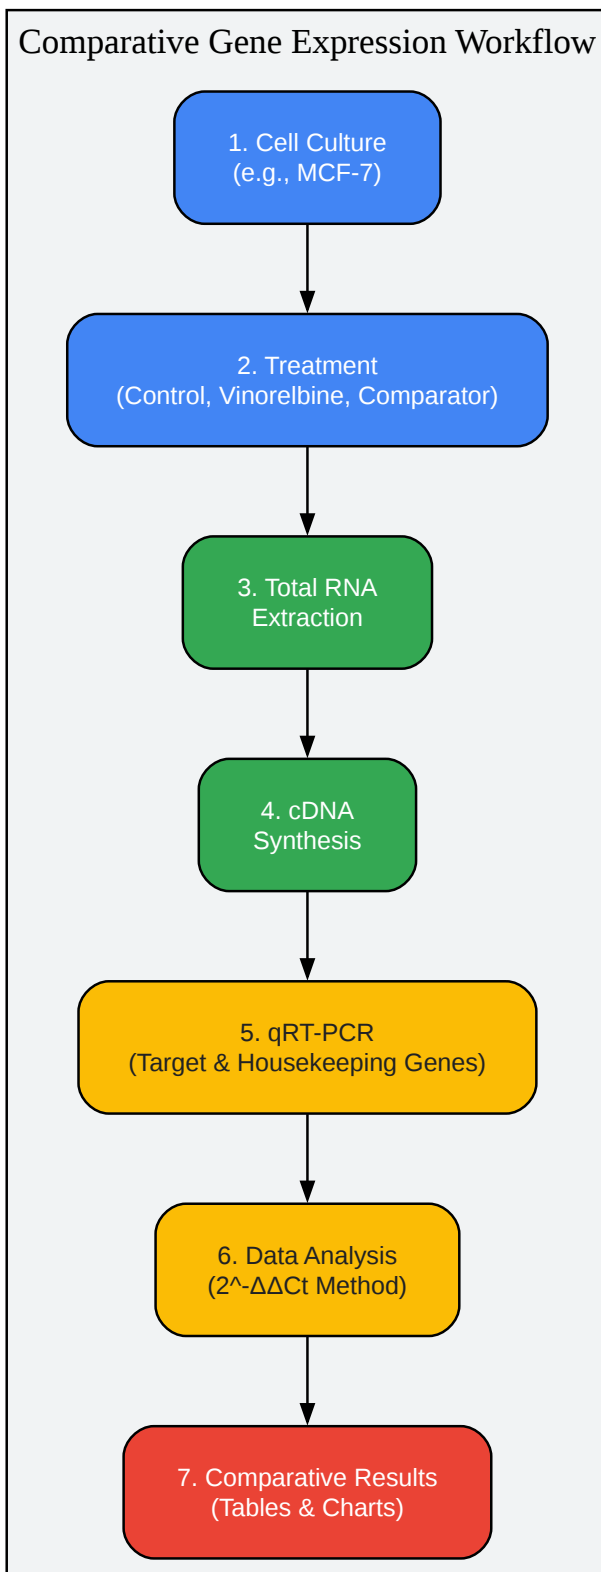 Comparative Gene Expression Workflow
1. Cell Culture
(e.g., MCF-7)
2. Treatment
(Control, Vinorelbine, Comparator)
3. Total RNA
Extraction
4. cDNA
Synthesis
5. qRT-PCR
(Target & Housekeeping Genes)
6. Data Analysis
(2^-ΔΔCt Method)
7. Comparative Results
(Tables & Charts)